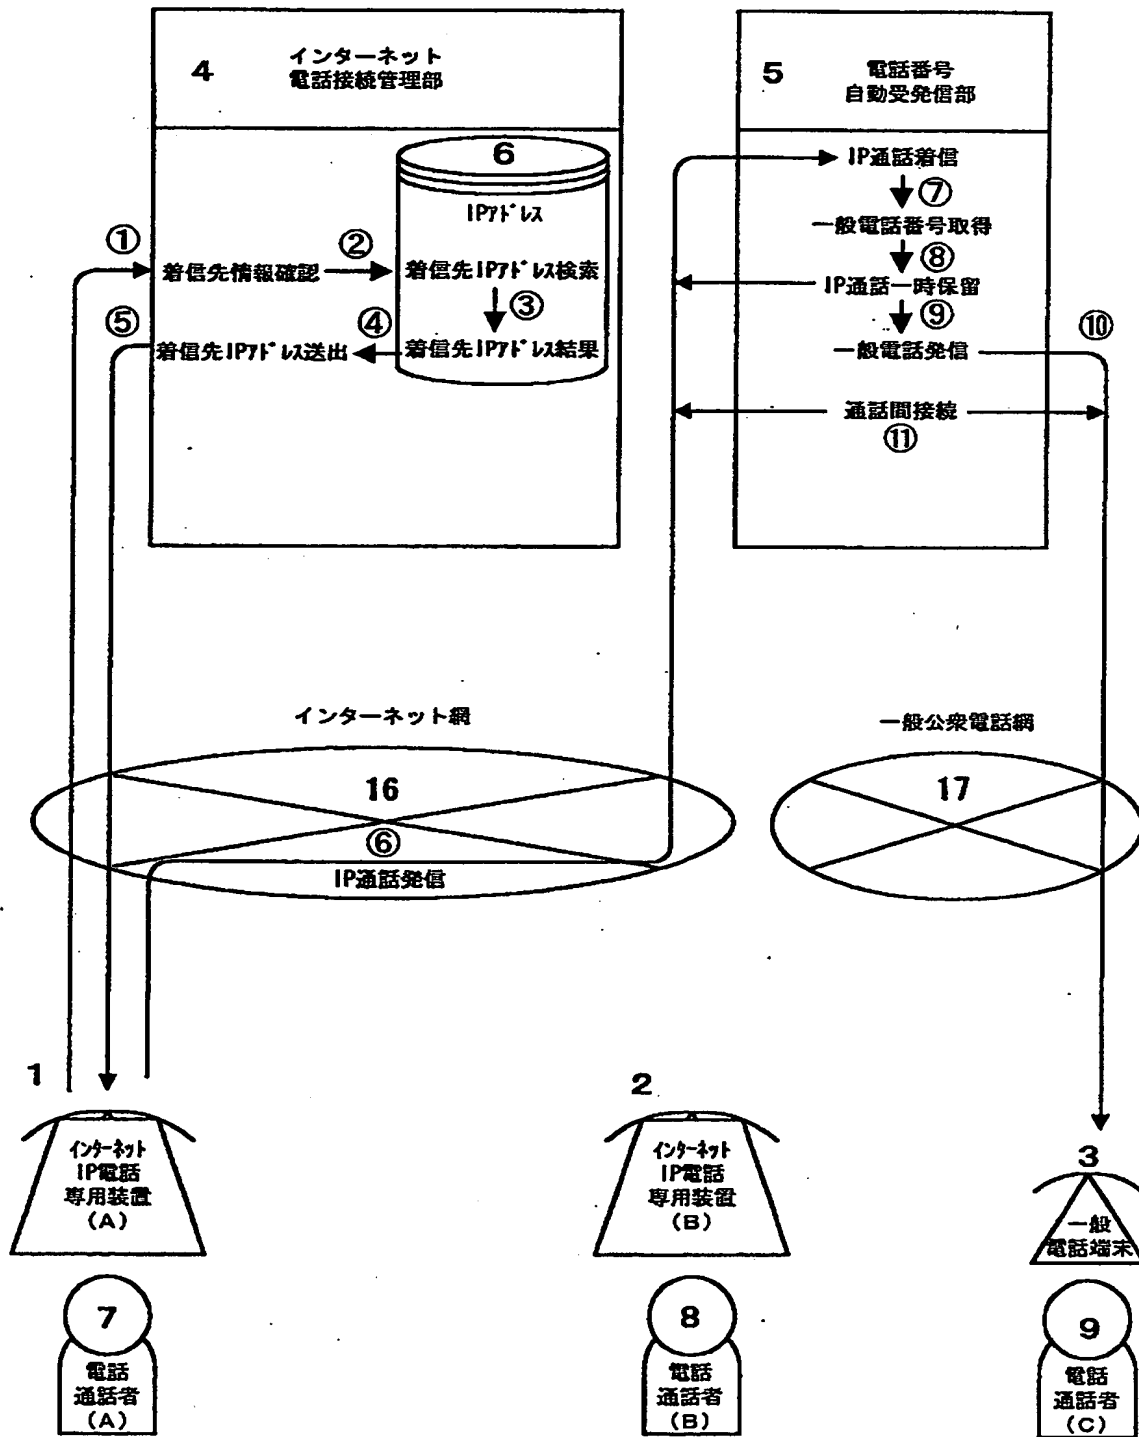 4
インターネット
電話接続管理部
5
電話番号
自動受発信部
6
IPｱﾄﾞﾚｽ
①
着信先情報確認
②
着信先IPｱﾄﾞﾚｽ検索
③
④
着信先IPｱﾄﾞﾚｽ結果
⑤
着信先IPｱﾄﾞﾚｽ送出
IP通話着信
⑦
一般電話番号取得
⑧
IP通話一時保留
⑨
一般電話発信
⑩
通話間接続
⑪
インターネット網
16
⑥
IP通話発信
一般公衆電話網
17
1
ｲﾝﾀｰﾈｯﾄ
IP電話
専用装置
(A)
2
ｲﾝﾀｰﾈｯﾄ
IP電話
専用装置
(B)
3
一般
電話端末
7
電話
通話者
(A)
8
電話
通話者
(B)
9
電話
通話者
(C)